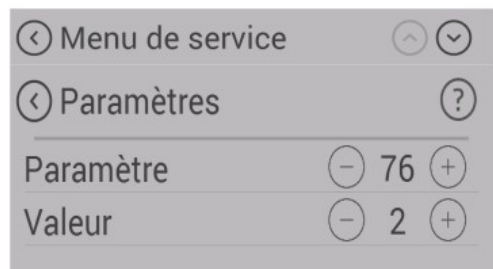 Menu de service
Paramètres ?
Paramètre - 76 +
Valeur - 2 +